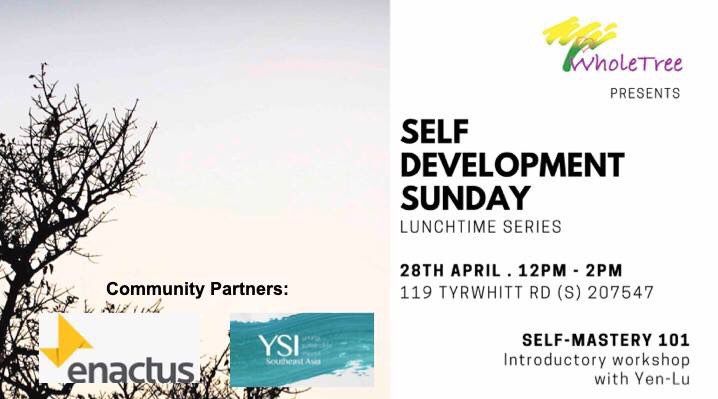 WholeTree
PRESENTS
SELF
DEVELOPMENT
SUNDAY
LUNCHTIME SERIES
28TH APRIL . 12PM - 2PM
119 TYRWHITT RD (S) 207547
SELF-MASTERY 101
Introductory workshop
with Yen-Lu
Community Partners:
enactus
YSI
Southeast Asia